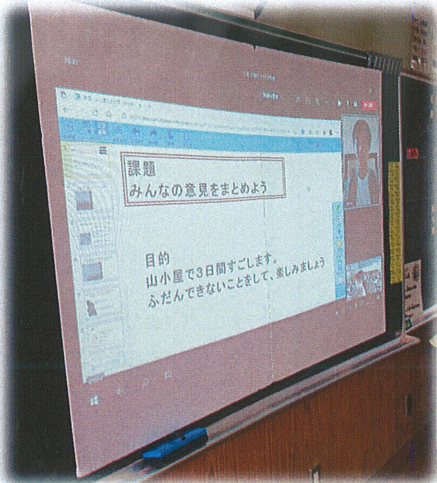 課題
みんなの意見をまとめよう
目的
山小屋で3日間すごします。
ふだんできないことをして、楽しみましょう